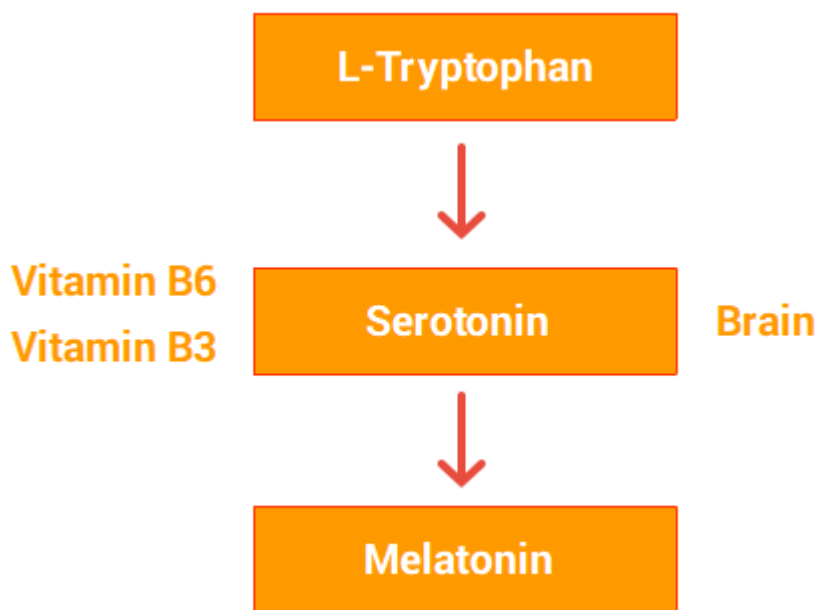 L-Tryptophan
Vitamin B6
Vitamin B3
Serotonin
Brain
Melatonin